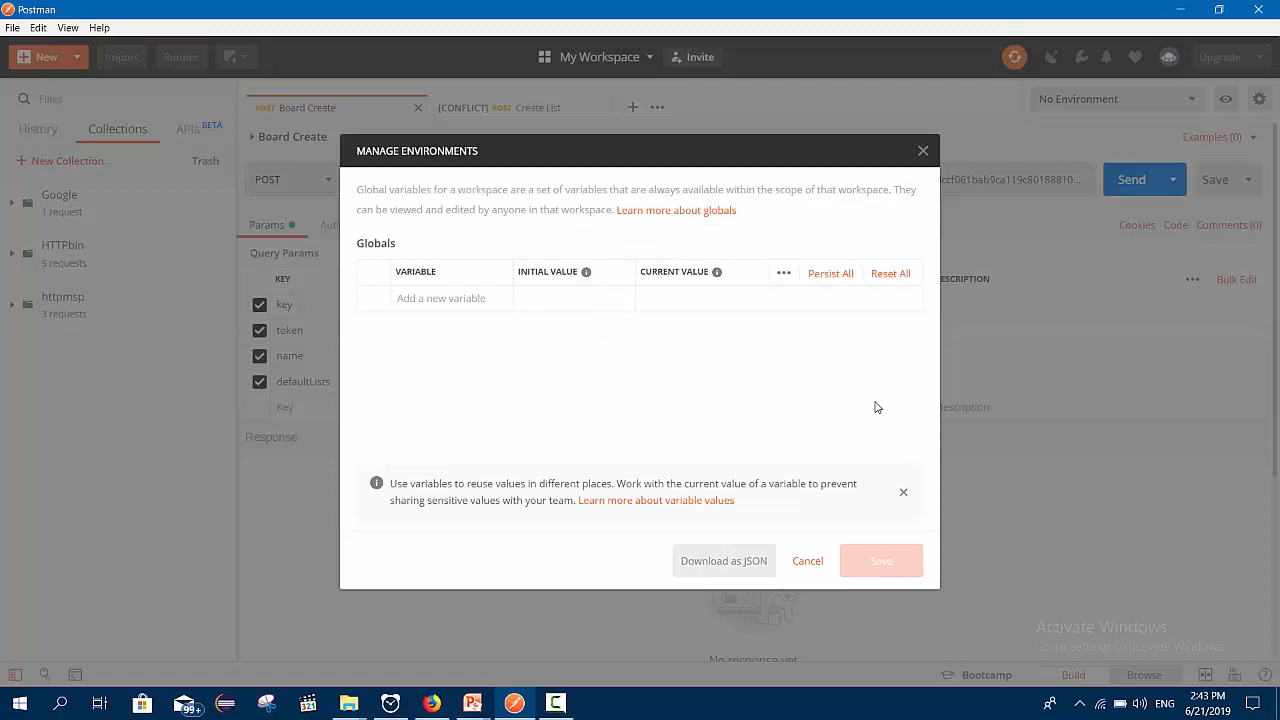 Postman
File Edit View Help
New Import Runner My Workspace Invite Upgrade
Filter
History Collections APIs BETA
New Collection Trash
Google
1 request
HTTPbin
5 requests
httpmsp
3 requests
POST Board Create [CONFLICT] POST Create List No Environment
Board Create Examples (0)
POST Send Save
Params Cookies Code Comments (0)
Query Params
KEY Bulk Edit
key
token
name
defaultLists
Key
Response
MANAGE ENVIRONMENTS
Global variables for a workspace are a set of variables that are always available within the scope of that workspace. They
can be viewed and edited by anyone in that workspace. Learn more about globals
Globals
VARIABLE INITIAL VALUE CURRENT VALUE Persist All Reset All
Add a new variable
Use variables to reuse values in different places. Work with the current value of a variable to prevent
sharing sensitive values with your team. Learn more about variable values
Download as JSON Cancel Save
Activate Windows
Go to Settings to activate Windows.
Bootcamp Build Browse
99+ ENG 2:43 PM
6/21/2019